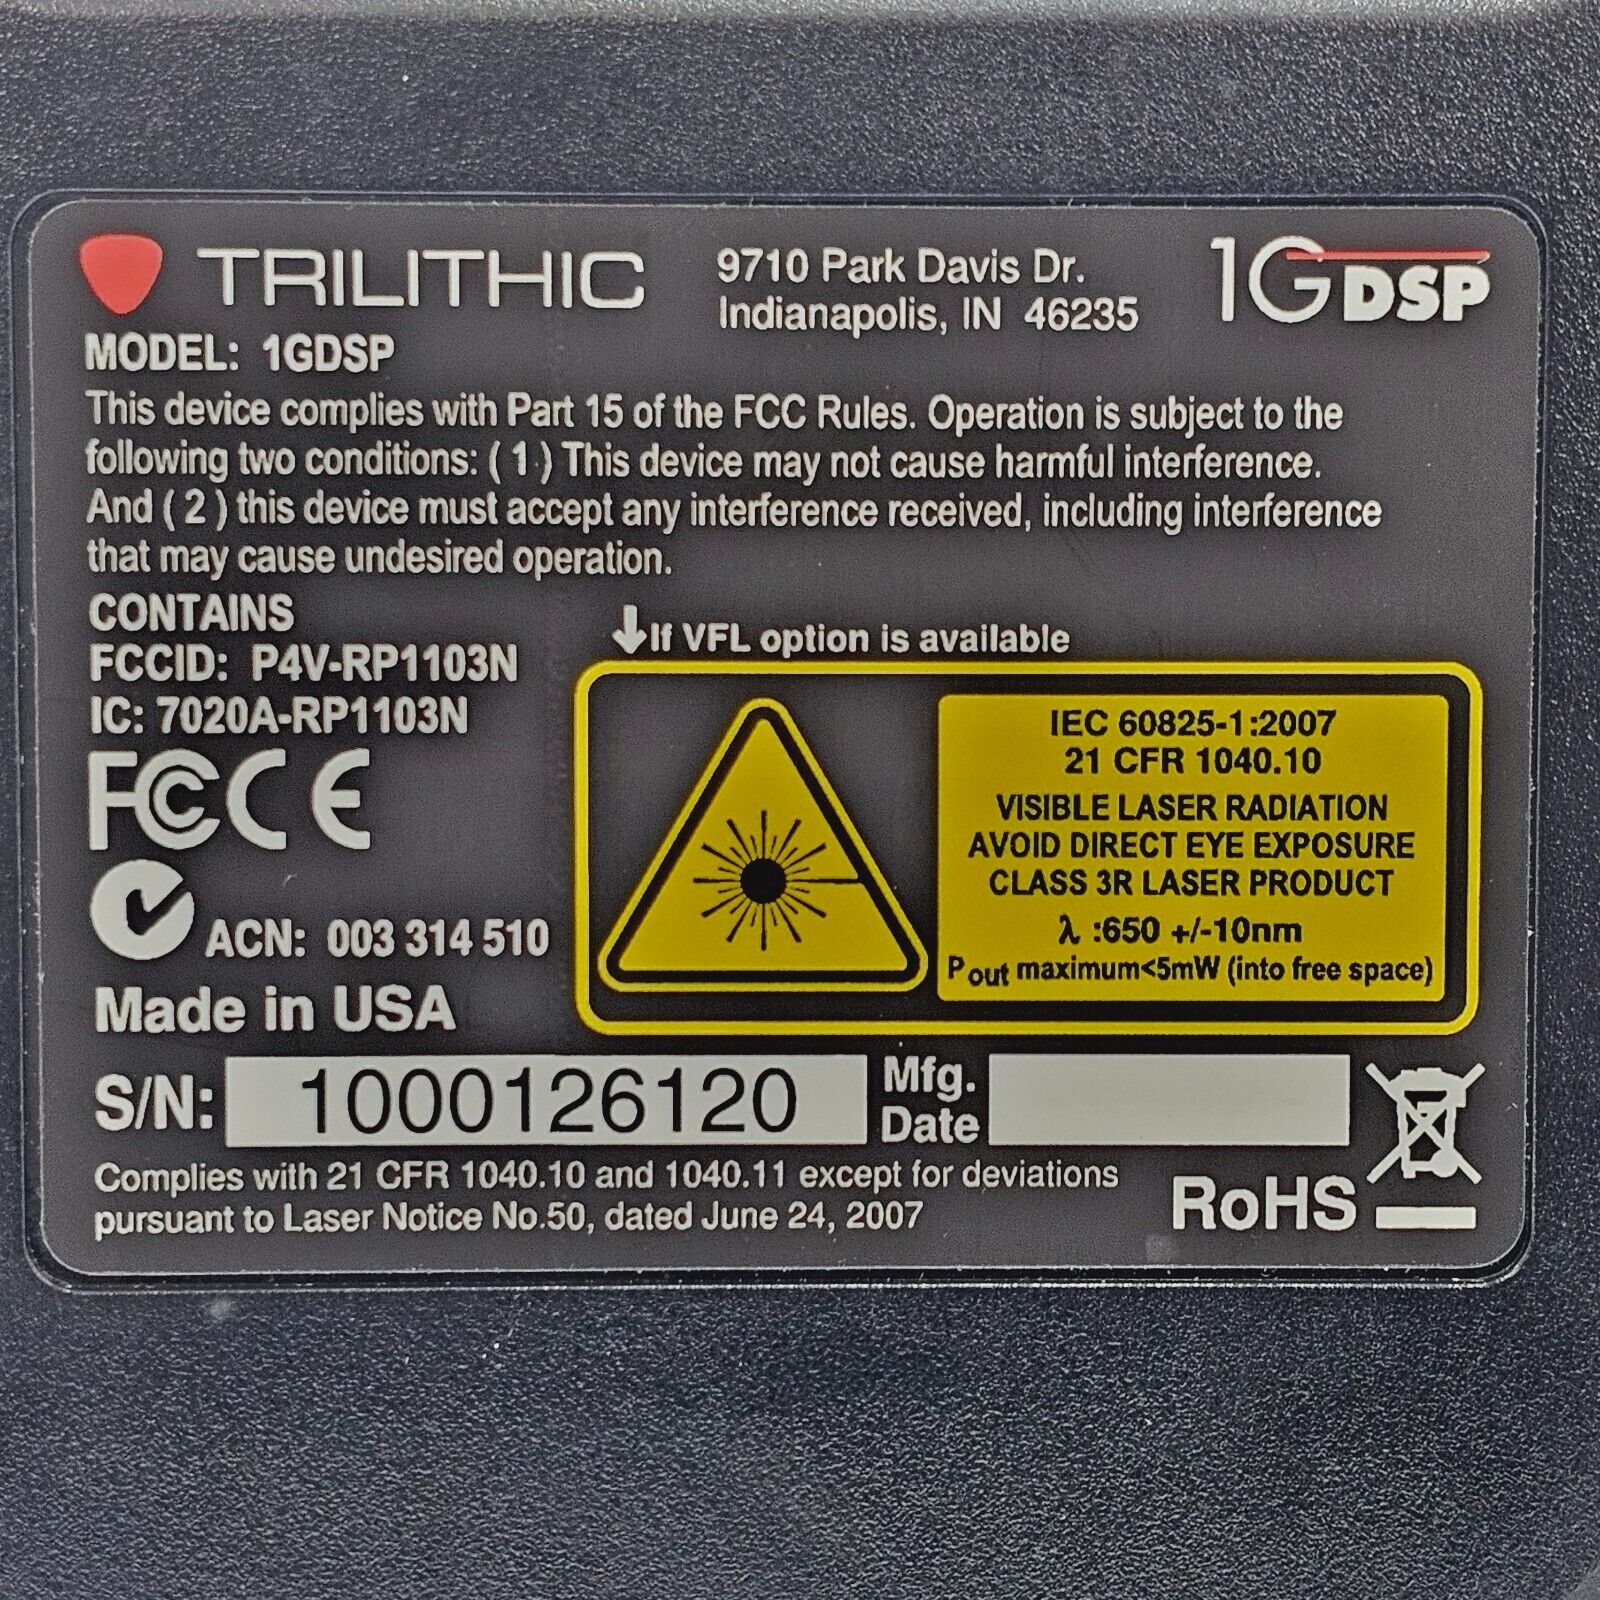 TRILITHIC
9710 Park Davis Dr.
Indianapolis, IN 46235
1GDSP
MODEL: 1GDSP
This device complies with Part 15 of the FCC Rules. Operation is subject to the
following two conditions: ( 1 ) This device may not cause harmful interference.
And ( 2 ) this device must accept any interference received, including interference
that may cause undesired operation.
CONTAINS
FCCID: P4V-RP1103N
IC: 7020A-RP1103N
FC CE
ACN: 003 314 510
Made in USA
If VFL option is available
IEC 60825-1:2007
21 CFR 1040.10
VISIBLE LASER RADIATION
AVOID DIRECT EYE EXPOSURE
CLASS 3R LASER PRODUCT
λ :650 +/-10nm
Pout maximum<5mW (into free space)
S/N: 1000126120
Mfg.
Date
Complies with 21 CFR 1040.10 and 1040.11 except for deviations
pursuant to Laser Notice No.50, dated June 24, 2007
RoHS